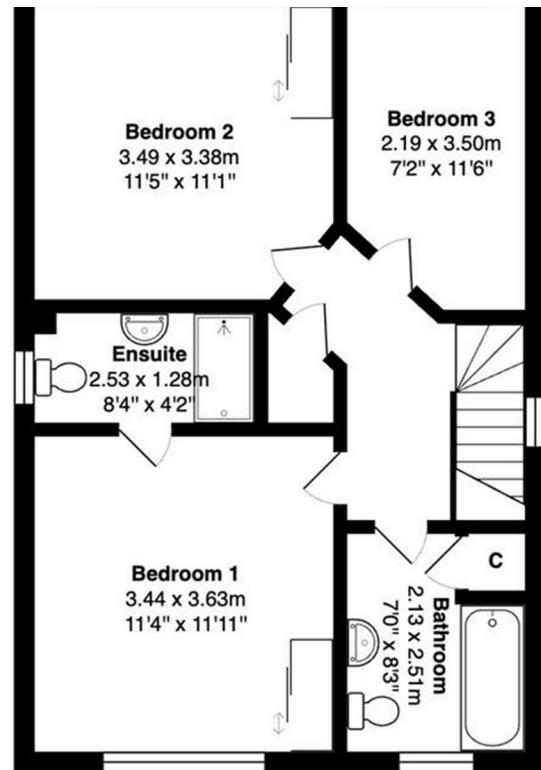 Bedroom 2
3.49 x 3.38m
11'5" x 11'1"
Bedroom 3
2.19 x 3.50m
7'2" x 11'6"
Ensuite
2.53 x 1.28m
8'4" x 4'2"
Bedroom 1
3.44 x 3.63m
11'4" x 11'11"
C
Bathroom
2.13 x 2.51m
7'0" x 8'3"